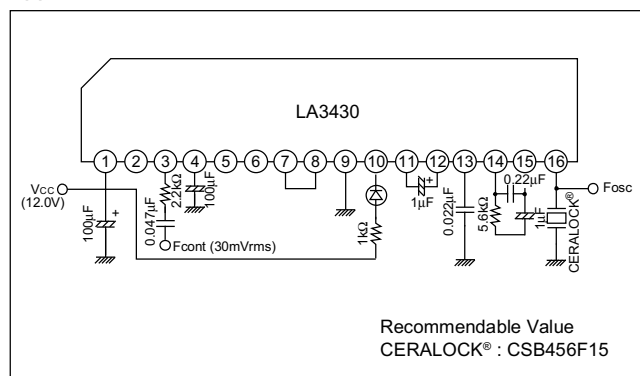 LA3430
1 2 3 4 5 6 7 8 9 10 11 12 13 14 15 16
Vcc
(12.0V)
100μF
+
2.2kΩ
0.047μF
100μF
Fcont (30mVrms)
1kΩ
+
1μF
0.022μF
0.22μF
5.6kΩ
1μF
CERALOCK®
Fosc
Recommendable Value
CERALOCK® : CSB456F15